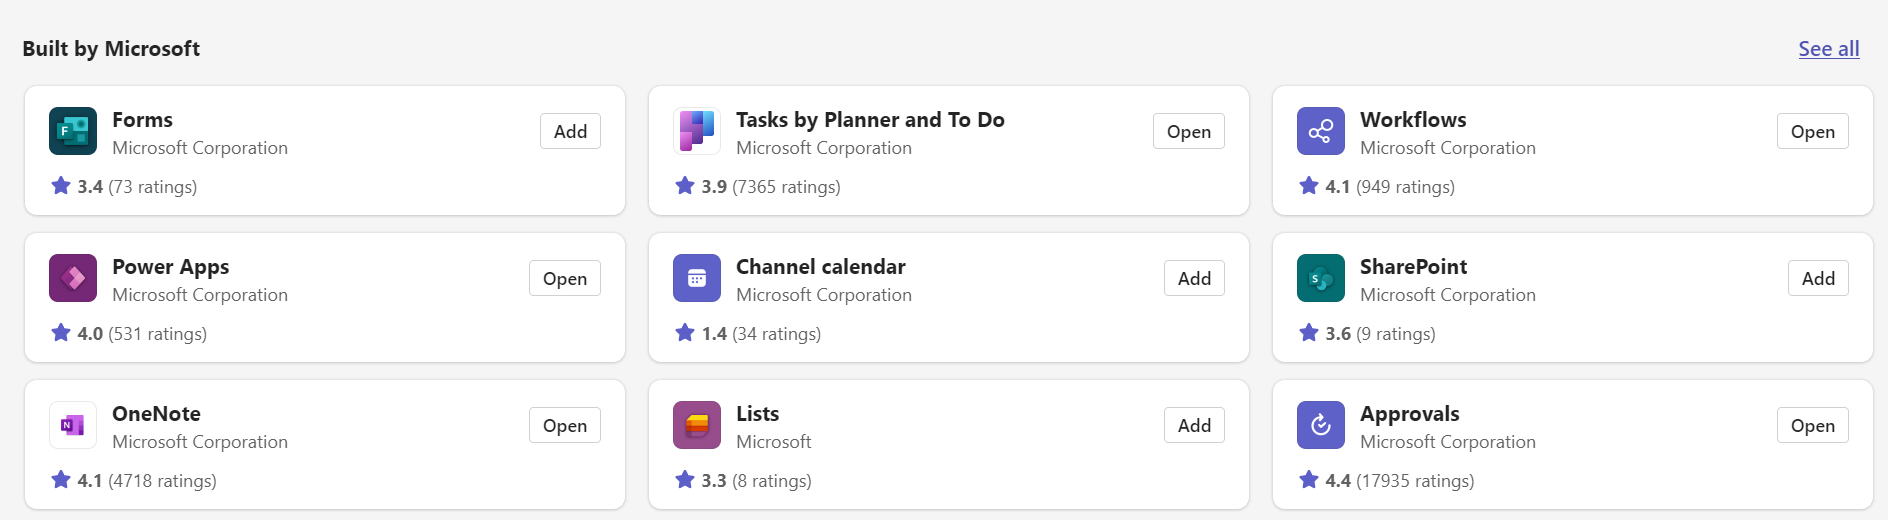 Built by Microsoft
See all
Forms
Microsoft Corporation
Add
3.4 (73 ratings)
Tasks by Planner and To Do
Microsoft Corporation
Open
3.9 (7365 ratings)
Workflows
Microsoft Corporation
Open
4.1 (949 ratings)
Power Apps
Microsoft Corporation
Open
4.0 (531 ratings)
Channel calendar
Microsoft Corporation
Add
1.4 (34 ratings)
SharePoint
Microsoft Corporation
Add
3.6 (9 ratings)
OneNote
Microsoft Corporation
Open
4.1 (4718 ratings)
Lists
Microsoft
Add
3.3 (8 ratings)
Approvals
Microsoft Corporation
Open
4.4 (17935 ratings)